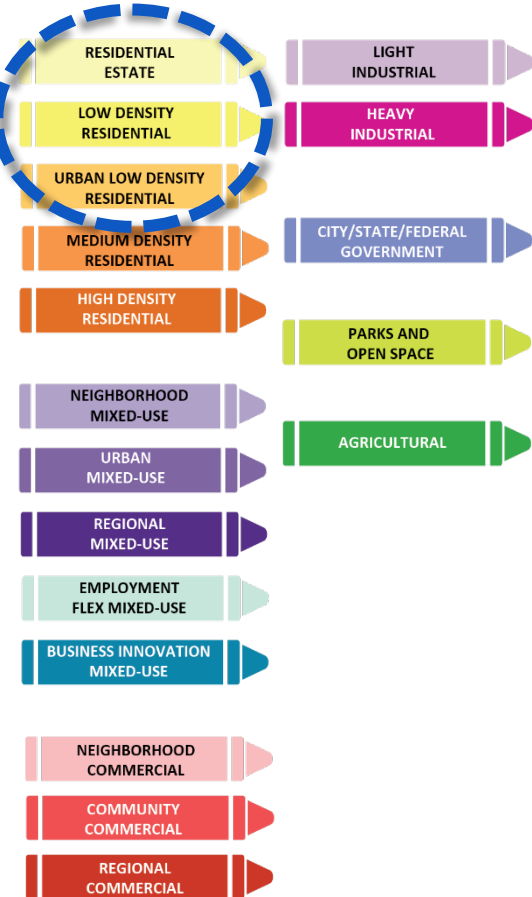 RESIDENTIAL
ESTATE
LOW DENSITY
RESIDENTIAL
URBAN LOW DENSITY
RESIDENTIAL
MEDIUM DENSITY
RESIDENTIAL
HIGH DENSITY
RESIDENTIAL
NEIGHBORHOOD
MIXED-USE
URBAN
MIXED-USE
REGIONAL
MIXED-USE
EMPLOYMENT
FLEX MIXED-USE
BUSINESS INNOVATION
MIXED-USE
NEIGHBORHOOD
COMMERCIAL
COMMUNITY
COMMERCIAL
REGIONAL
COMMERCIAL
LIGHT
INDUSTRIAL
HEAVY
INDUSTRIAL
CITY/STATE/FEDERAL
GOVERNMENT
PARKS AND
OPEN SPACE
AGRICULTURAL